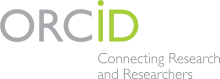 ORCiD
Connecting Research
and Researchers